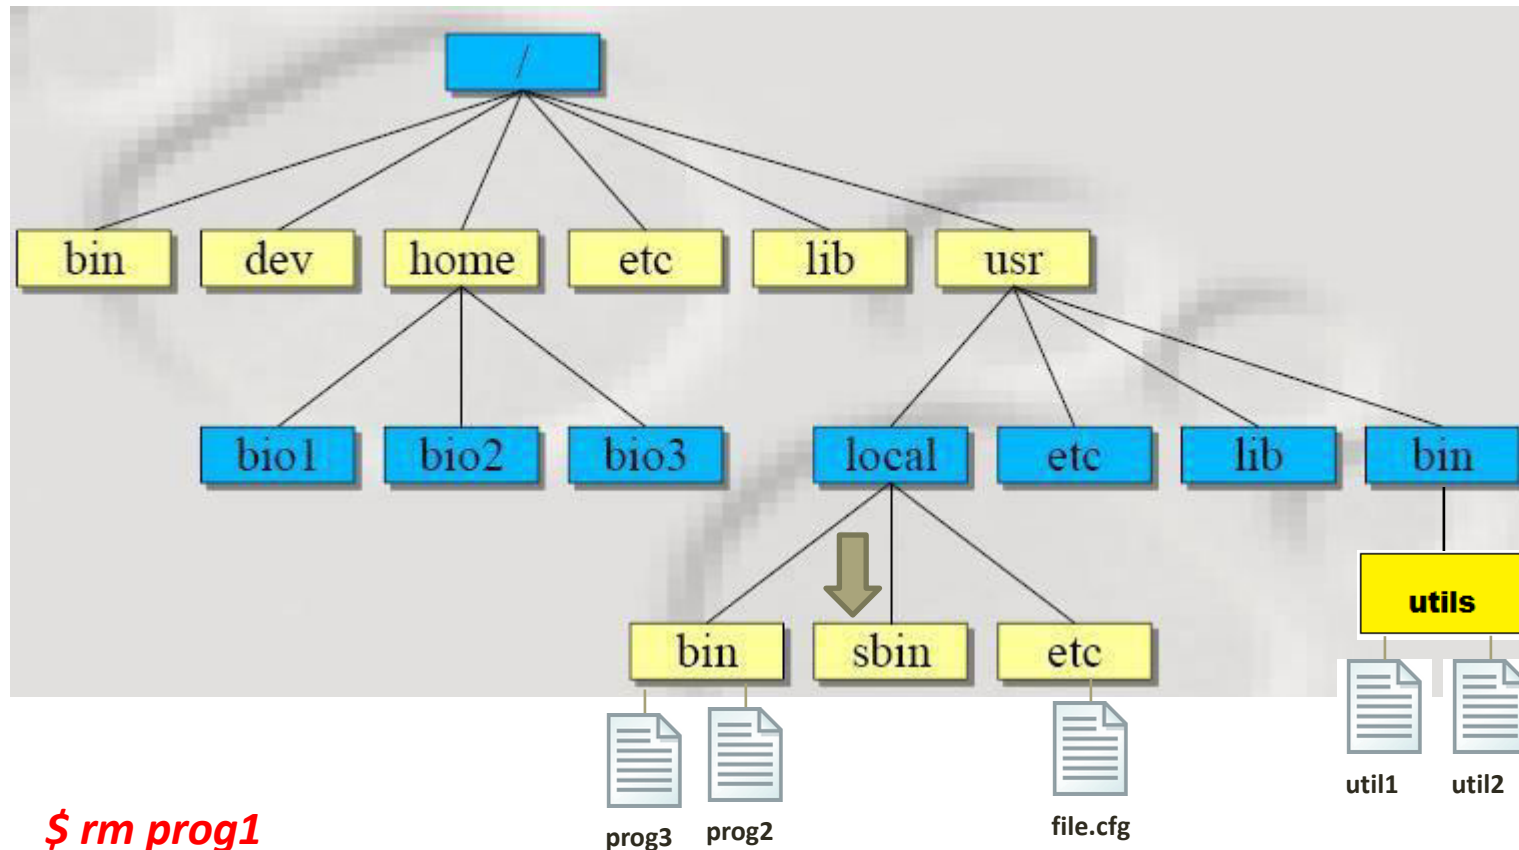 /
bin dev home etc lib usr
bio1 bio2 bio3 local etc lib bin
utils
bin sbin etc
util1 util2
prog3 prog2 file.cfg
$ rm prog1